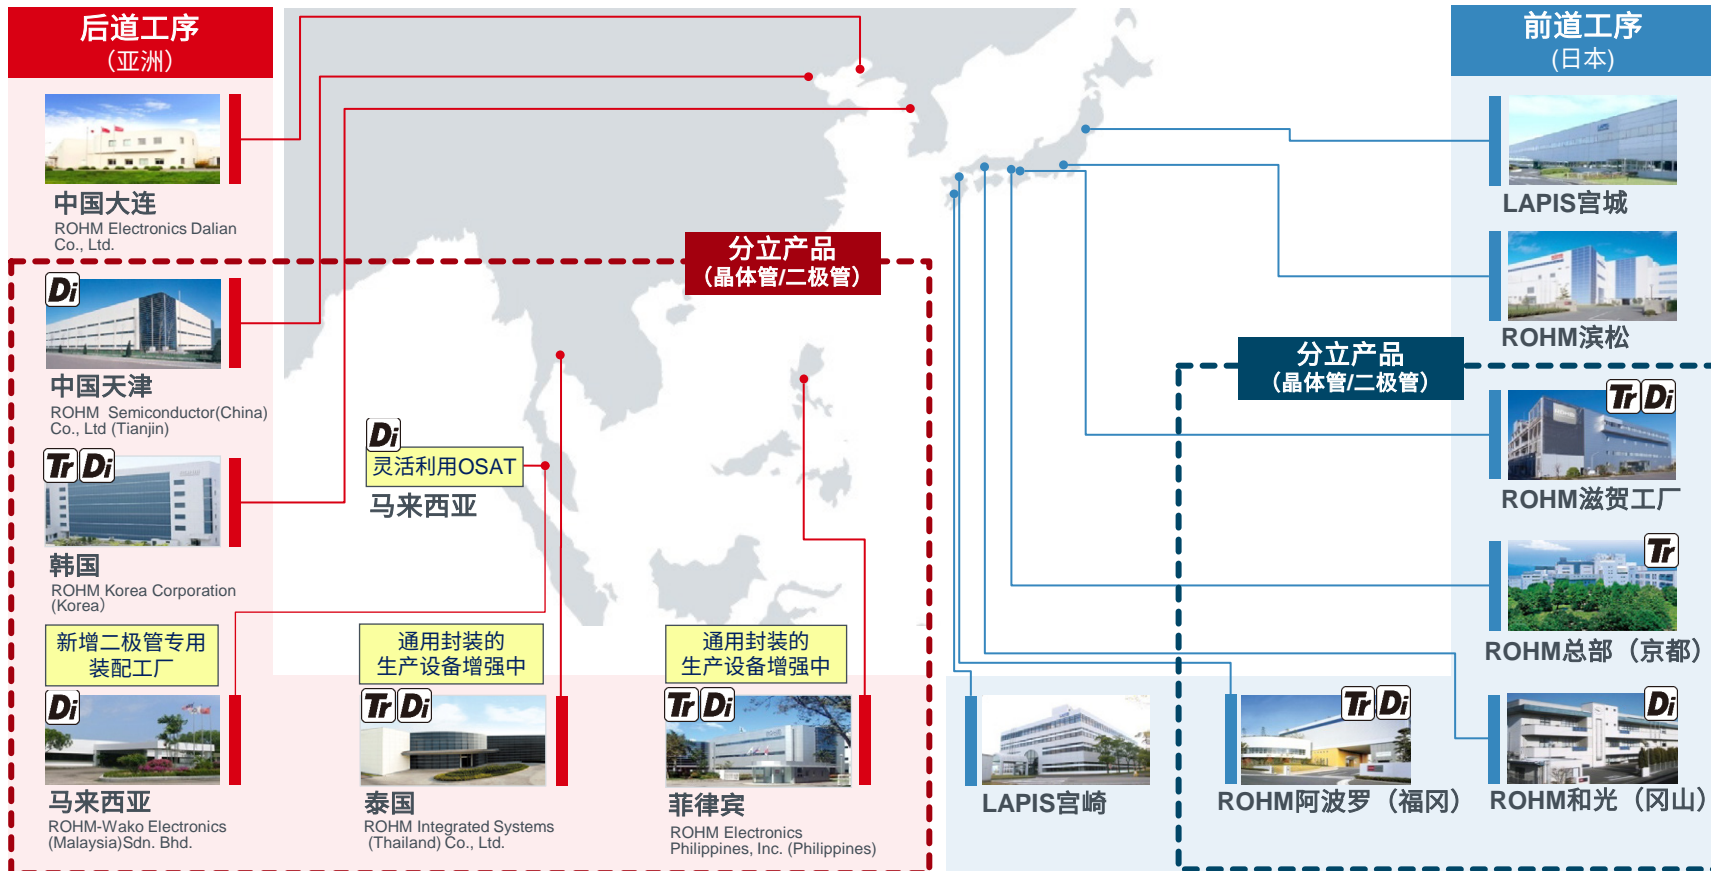 后道工序
（亚洲）
中国大连
ROHM Electronics Dalian
Co., Ltd.
分立产品
（晶体管/二极管）
Di
中国天津
ROHM Semiconductor(China)
Co., Ltd (Tianjin)
Tr Di
韩国
ROHM Korea Corporation
(Korea）
Di
灵活利用OSAT
马来西亚
新增二极管专用
装配工厂
Di
马来西亚
ROHM-Wako Electronics
(Malaysia)Sdn. Bhd.
通用封装的
生产设备增强中
Tr Di
泰国
ROHM Integrated Systems
(Thailand) Co., Ltd.
通用封装的
生产设备增强中
Tr Di
菲律宾
ROHM Electronics
Philippines, Inc. (Philippines)
前道工序
(日本)
LAPIS宫城
ROHM滨松
分立产品
（晶体管/二极管）
Tr Di
ROHM滋贺工厂
Tr
ROHM总部（京都）
LAPIS宫崎
Tr Di
ROHM阿波罗（福冈）
Di
ROHM和光（冈山）